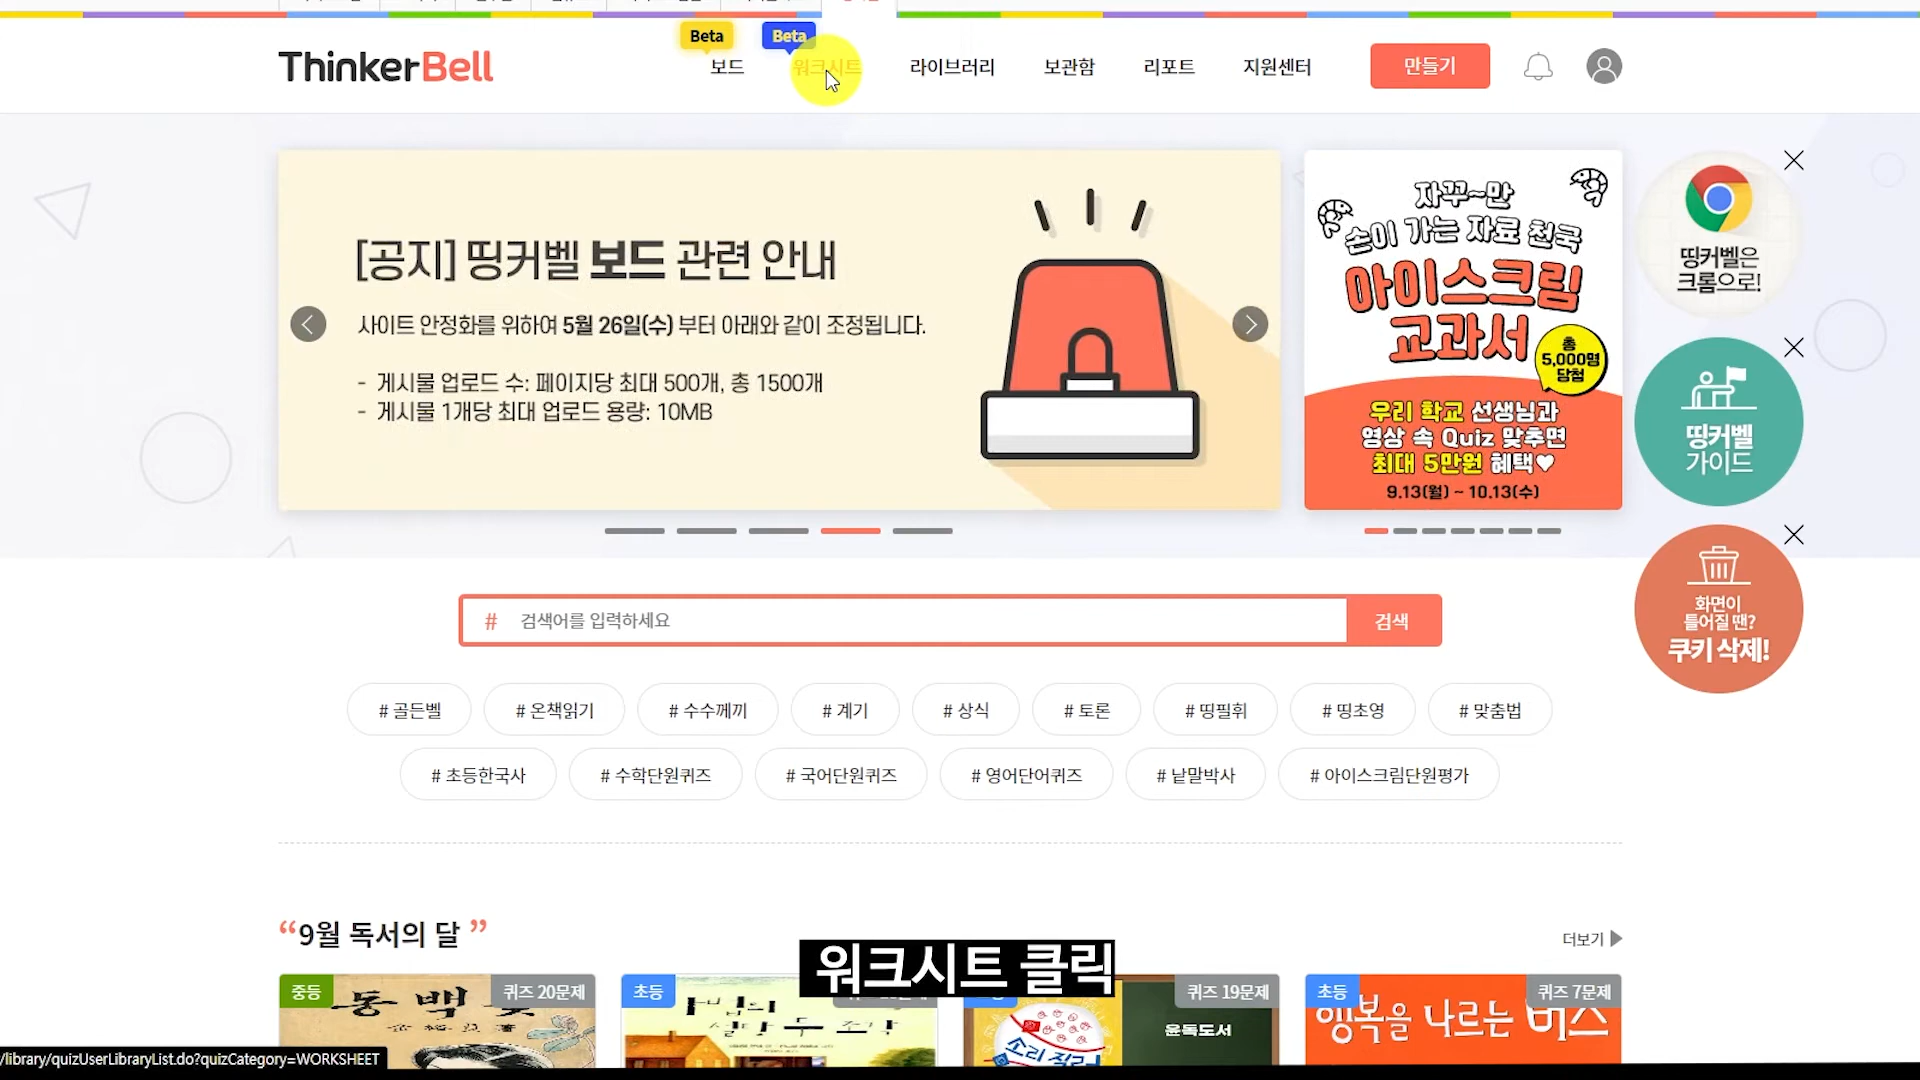 Beta
Beta
ThinkerBell
보드
워크시트
라이브러리
보관함
리포트
지원센터
만들기
[공지] 띵커벨 보드 관련 안내
사이트 안정화를 위하여 5월 26일(수) 부터 아래와 같이 조정됩니다.
- 게시물 업로드 수: 페이지당 최대 500개, 총 1500개
- 게시물 1개당 최대 업로드 용량: 10MB
자꾸~만
손이 가는 자료 천국
아이스크림
교과서
총
5,000명
당첨
우리 학교 선생님과
영상 속 Quiz 맞추면
최대 5만원 혜택♥
9.13(월) ~ 10.13(수)
띵커벨은
크롬으로!
띵커벨
가이드
화면이
틀어질 땐?
쿠키 삭제!
# 검색어를 입력하세요
검색
# 골든벨
# 온책읽기
# 수수께끼
# 계기
# 상식
# 토론
# 띵필휘
# 띵초영
# 맞춤법
# 초등한국사
# 수학단원퀴즈
# 국어단원퀴즈
# 영어단어퀴즈
# 낱말박사
# 아이스크림단원평가
“9월 독서의 달 ”
더보기
워크시트 클릭
중등
퀴즈 20문제
동백꽃
초등
퀴즈 19문제
윤독도서
초등
퀴즈 7문제
행복을 나르는 버스
/library/quizUserLibraryList.do?quizCategory=WORKSHEET